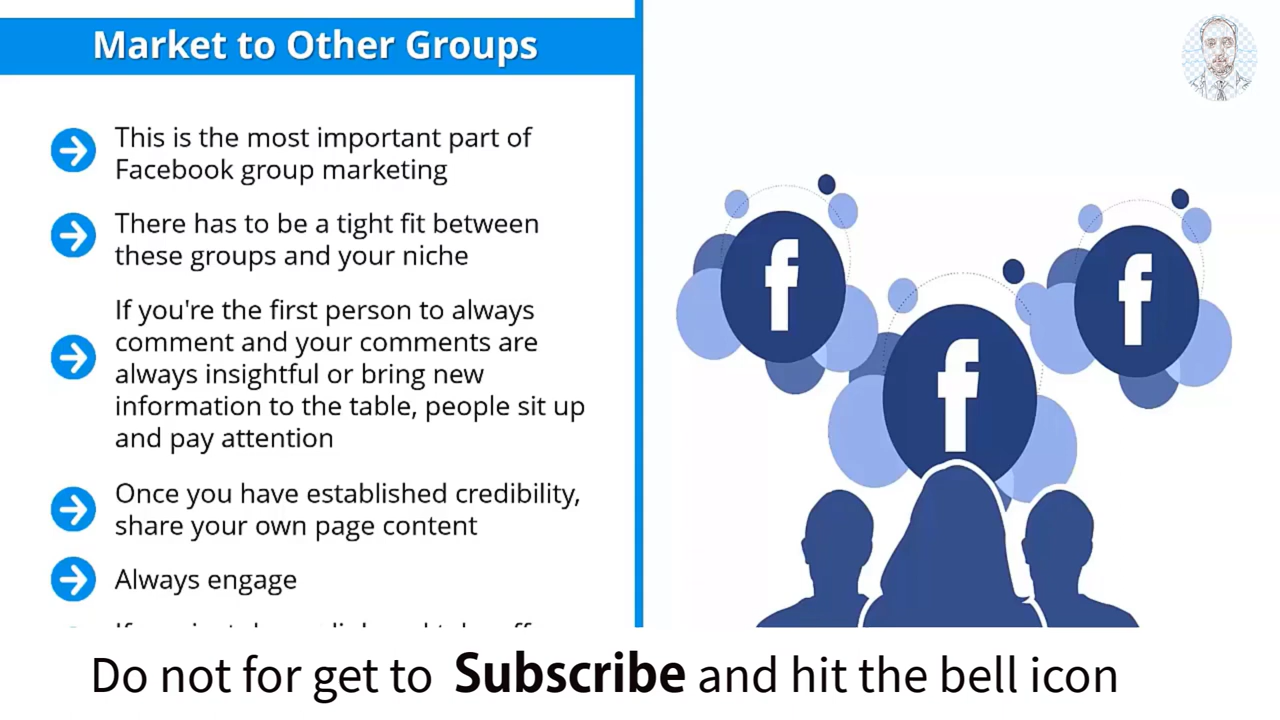 Market to Other Groups
This is the most important part of
Facebook group marketing
There has to be a tight fit between
these groups and your niche
If you're the first person to always
comment and your comments are
always insightful or bring new
information to the table, people sit up
and pay attention
Once you have established credibility,
share your own page content
Always engage
f
f
f
Do not for get to Subscribe and hit the bell icon